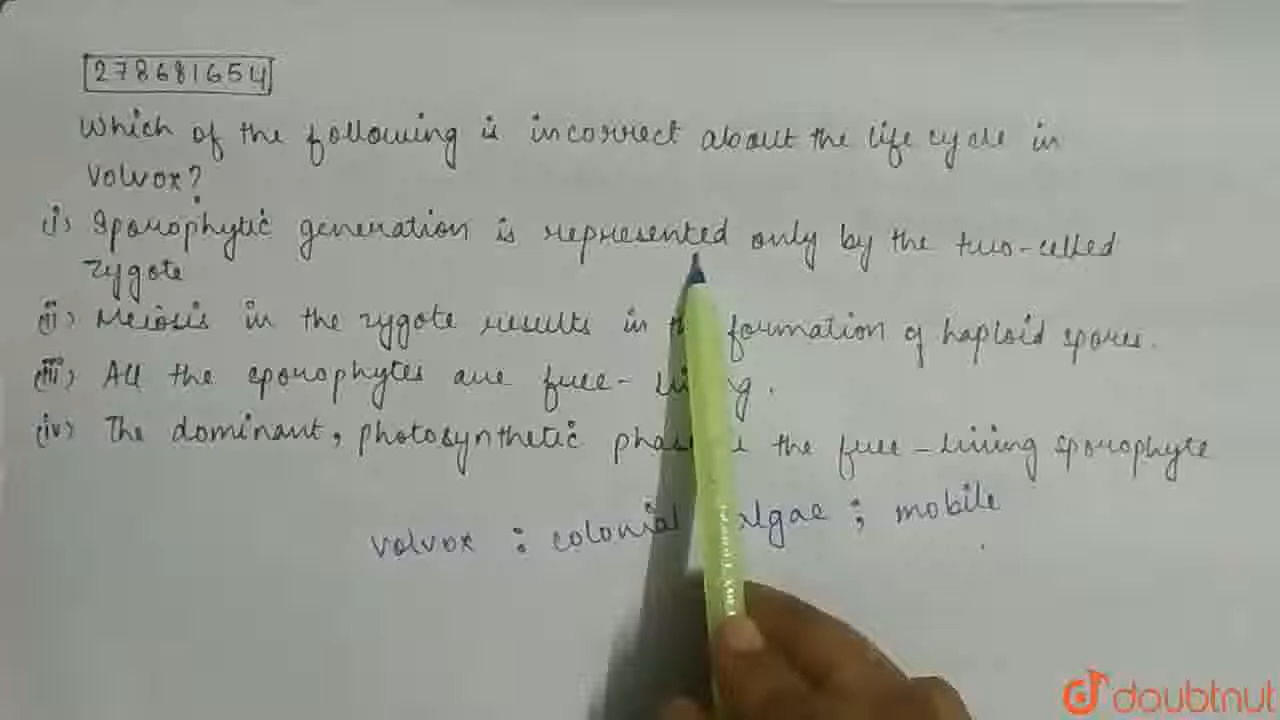 278681654
Which of the following is incorrect about the life cycle in
Volvox?
(i) Sporophytic generation is represented only by the two-celled
zygote
(ii) Meiosis in the zygote results in formation of haploid spores.
(iii) All the sporophytes are free-
(iv) The dominant, photosynthetic the free-living sporophyte
volvox : colonial algae ; mobile
doubtnut